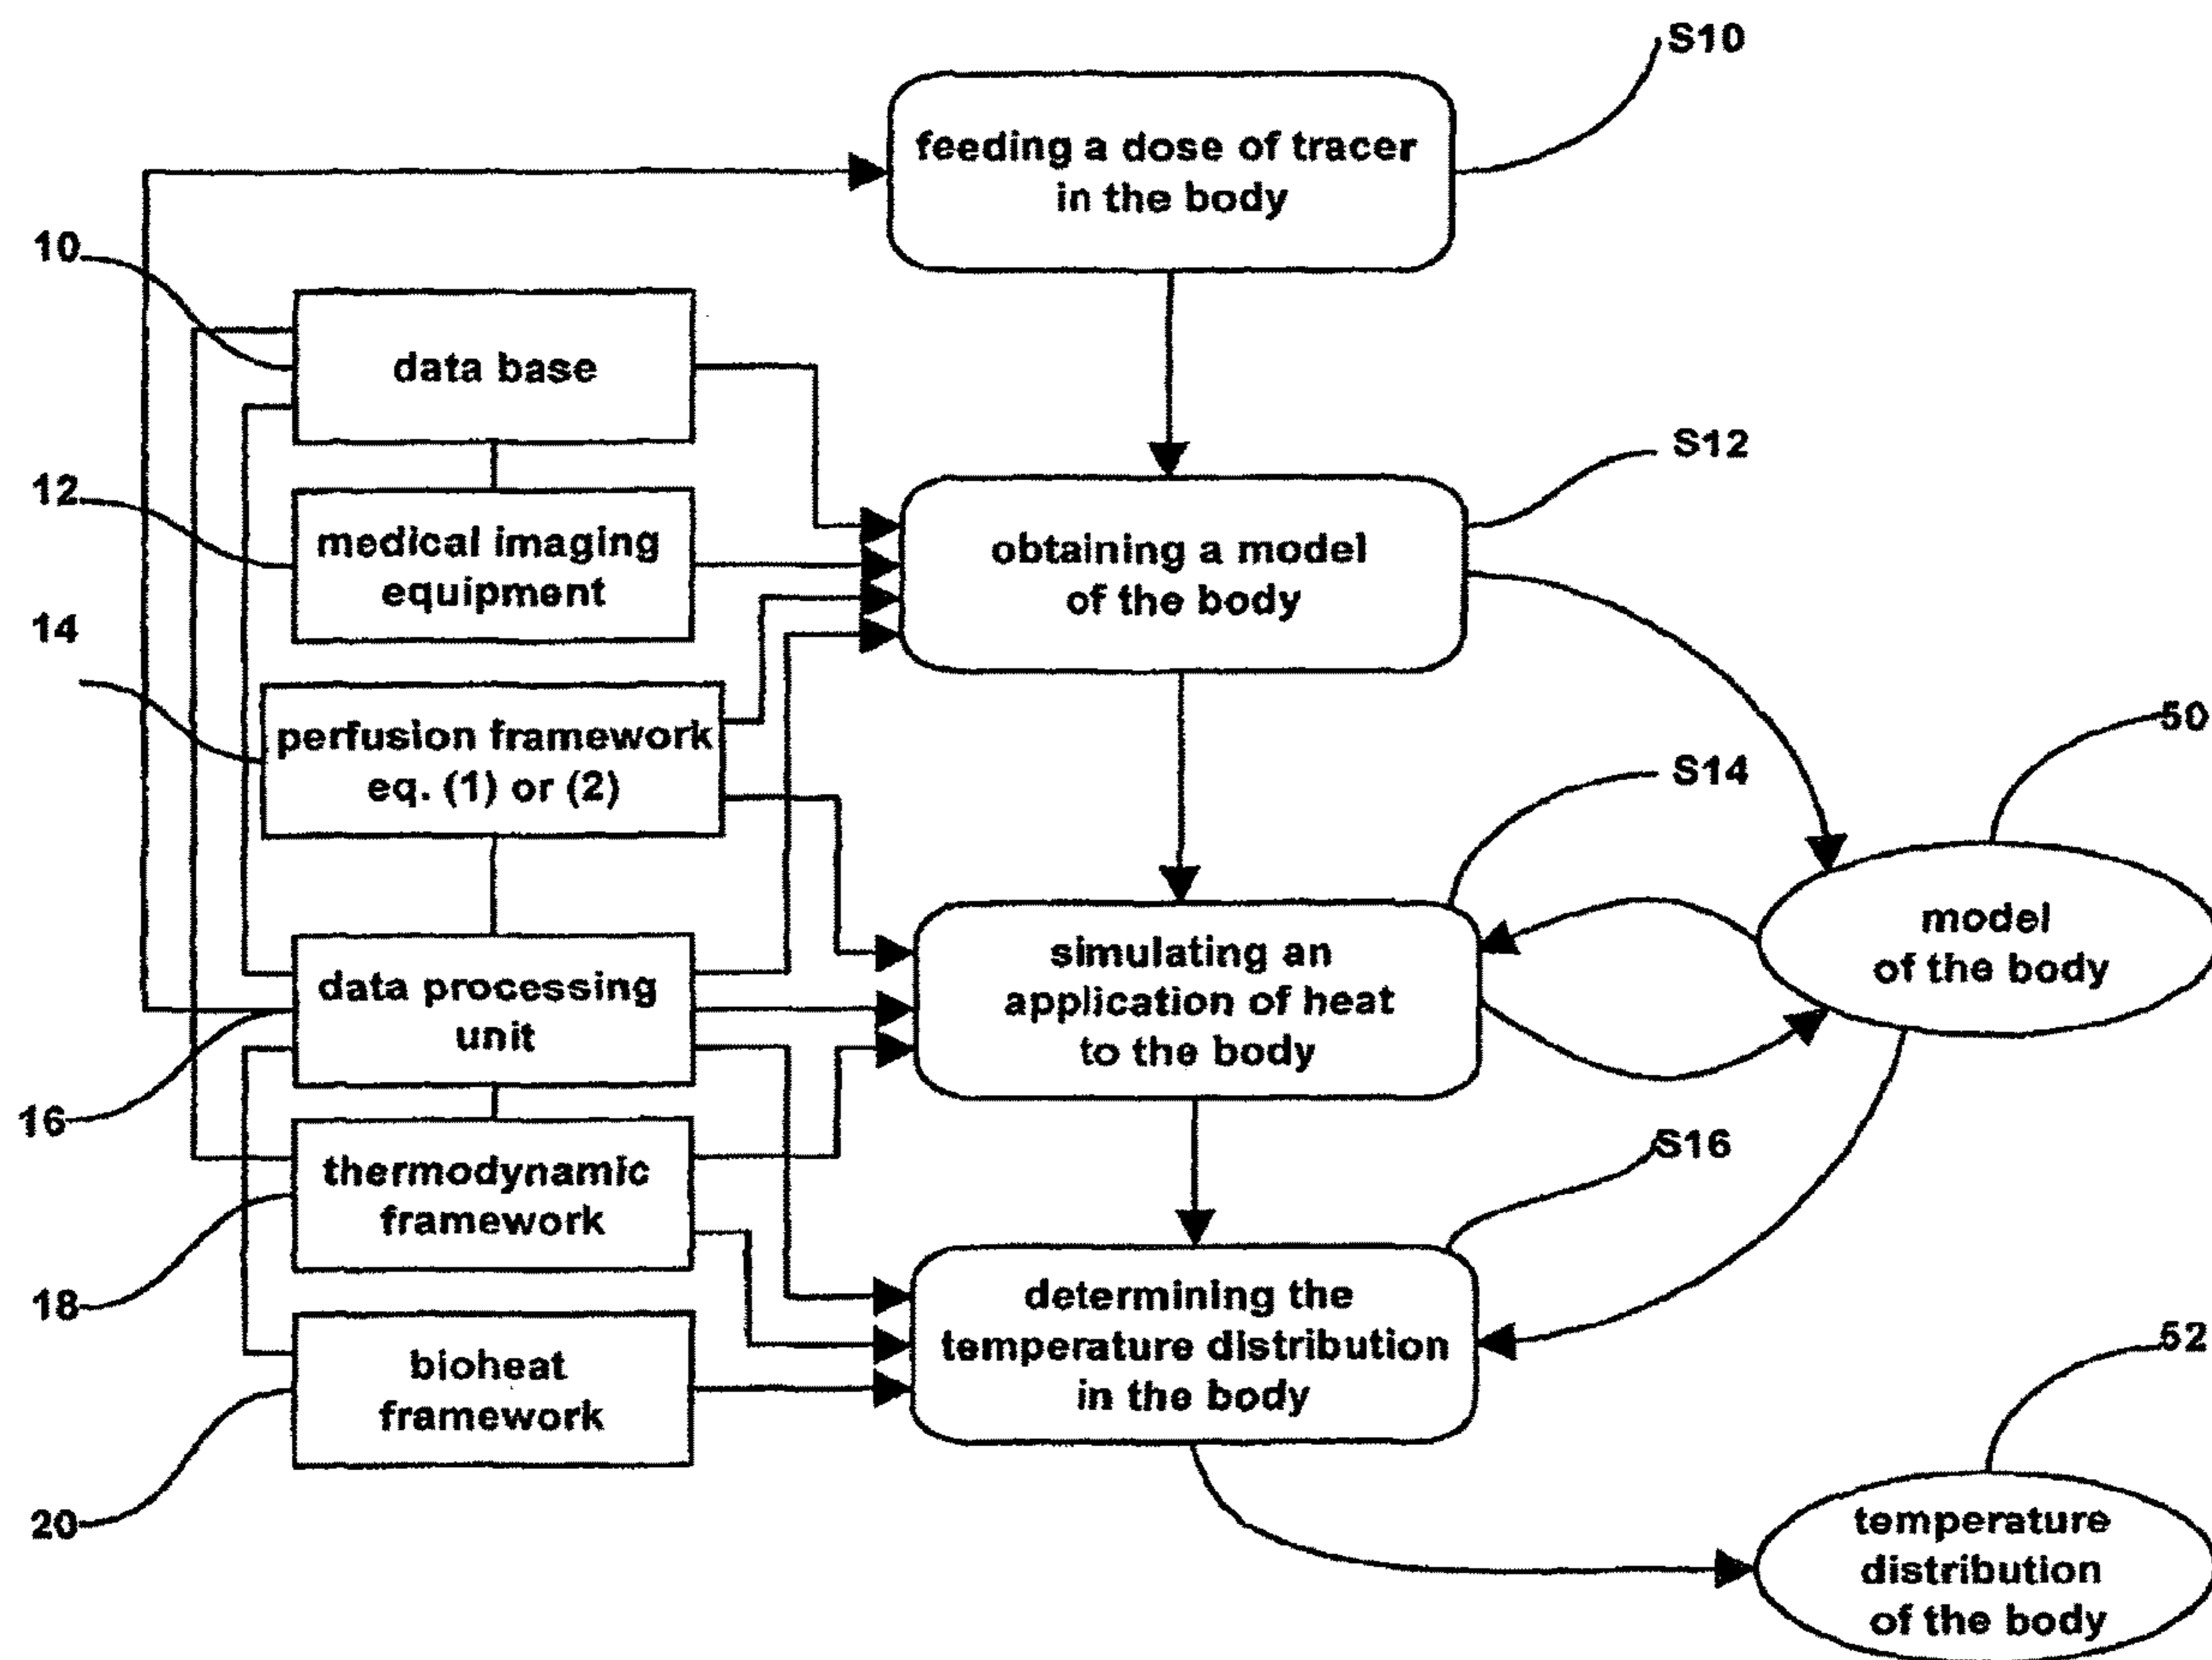 S10
feeding a dose of tracer
in the body
10
data base
S12
12
medical imaging
equipment
obtaining a model
of the body
14
50
perfusion framework
eq. (1) or (2)
S14
model
of the body
simulating an
application of heat
to the body
data processing
unit
16
S16
thermodynamic
framework
18
determining the
temperature distribution
in the body
52
bioheat
framework
20
temperature
distribution
of the body